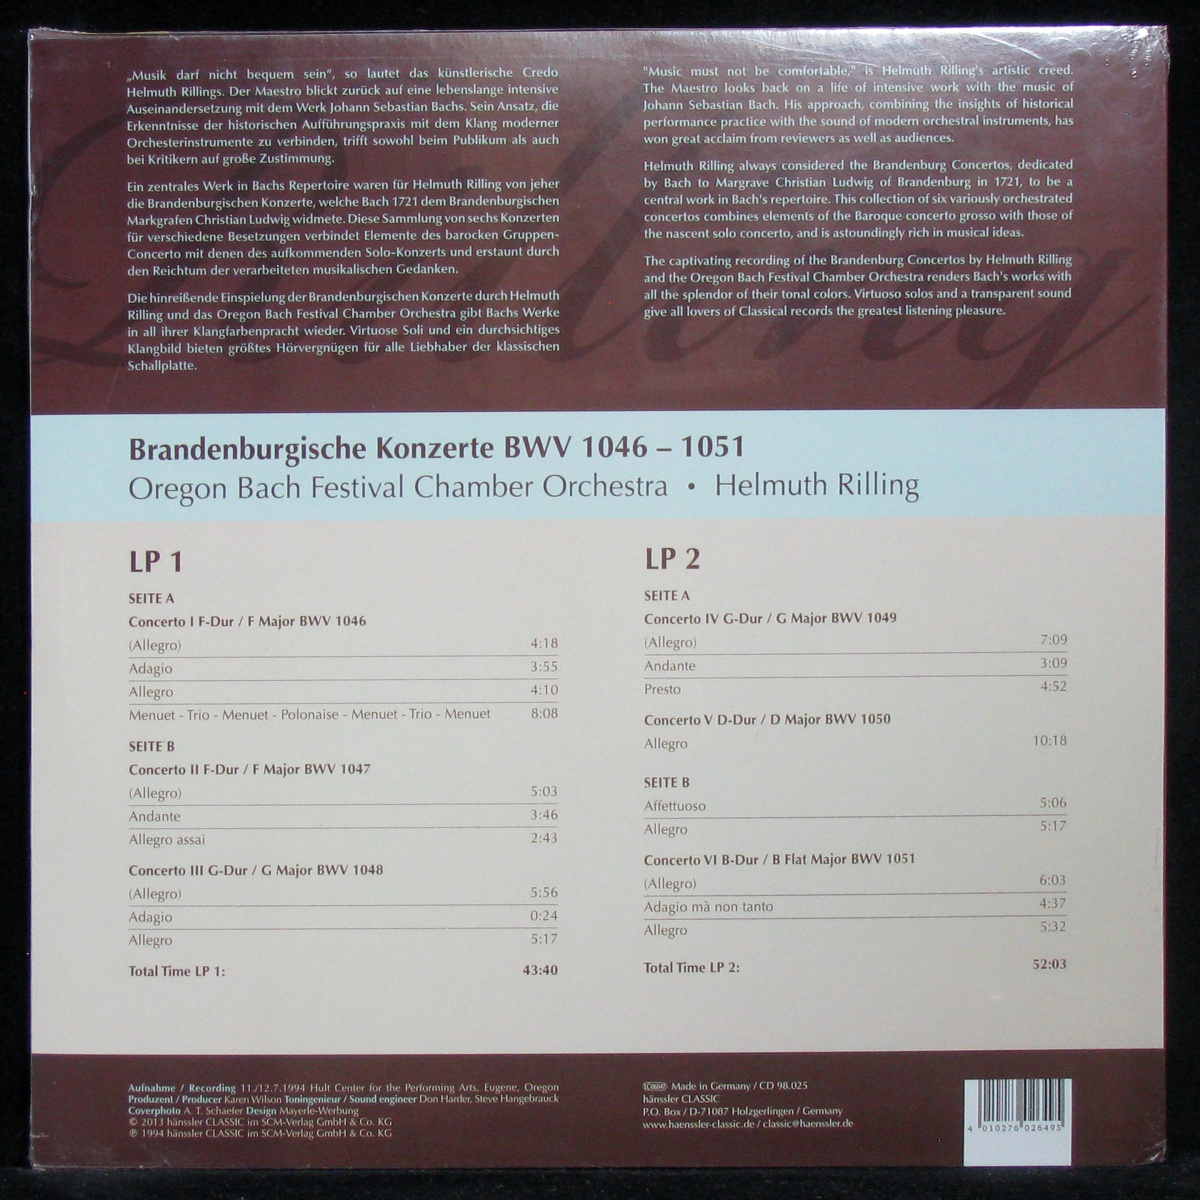 „Musik darf nicht bequem sein“, so lautet das künstlerische Credo
Helmuth Rillings. Der Maestro blickt zurück auf eine lebenslange intensive
Auseinandersetzung mit dem Werk Johann Sebastian Bachs. Sein Ansatz, die
Erkenntnisse der historischen Aufführungspraxis mit dem Klang moderner
Orchesterinstrumente zu verbinden, trifft sowohl beim Publikum als auch
bei Kritikern auf große Zustimmung.
Ein zentrales Werk in Bachs Repertoire waren für Helmuth Rilling von jeher
die Brandenburgischen Konzerte, welche Bach 1721 dem Brandenburgischen
Markgrafen Christian Ludwig widmete. Diese Sammlung von sechs Konzerten
für verschiedene Besetzungen verbindet Elemente des barocken Gruppen-
Concerto mit denen des aufkommenden Solo-Konzerts und erstaunt durch
den Reichtum der verarbeiteten musikalischen Gedanken.
Die hinreißende Einspielung der Brandenburgischen Konzerte durch Helmuth
Rilling und das Oregon Bach Festival Chamber Orchestra gibt Bachs Werke
in all ihrer Klangfarbenpracht wieder. Virtuose Soli und ein durchsichtiges
Klangbild bieten größtes Hörvergnügen für alle Liebhaber der klassischen
Schallplatte.
"Music must not be comfortable," is Helmuth Rilling's artistic creed.
The Maestro looks back on a life of intensive work with the music of
Johann Sebastian Bach. His approach, combining the insights of historical
performance practice with the sound of modern orchestral instruments, has
won great acclaim from reviewers as well as audiences.
Helmuth Rilling always considered the Brandenburg Concertos, dedicated
by Bach to Margrave Christian Ludwig of Brandenburg in 1721, to be a
central work in Bach's repertoire. This collection of six variously orchestrated
concertos combines elements of the Baroque concerto grosso with those of
the nascent solo concerto, and is astoundingly rich in musical ideas.
The captivating recording of the Brandenburg Concertos by Helmuth Rilling
and the Oregon Bach Festival Chamber Orchestra renders Bach's works with
all the splendor of their tonal colors. Virtuoso solos and a transparent sound
give all lovers of Classical records the greatest listening pleasure.
Rilling
Brandenburgische Konzerte BWV 1046 – 1051
Oregon Bach Festival Chamber Orchestra • Helmuth Rilling
LP 1
SEITE A
Concerto I F-Dur / F Major BWV 1046
(Allegro) 4:18
Adagio 3:55
Allegro 4:10
Menuet - Trio - Menuet - Polonaise - Menuet - Trio - Menuet 8:08
SEITE B
Concerto II F-Dur / F Major BWV 1047
(Allegro) 5:03
Andante 3:46
Allegro assai 2:43
Concerto III G-Dur / G Major BWV 1048
(Allegro) 5:56
Adagio 0:24
Allegro 5:17
Total Time LP 1: 43:40
LP 2
SEITE A
Concerto IV G-Dur / G Major BWV 1049
(Allegro) 7:09
Andante 3:09
Presto 4:52
Concerto V D-Dur / D Major BWV 1050
Allegro 10:18
SEITE B
Affettuoso 5:06
Allegro 5:17
Concerto VI B-Dur / B Flat Major BWV 1051
(Allegro) 6:03
Adagio mà non tanto 4:37
Allegro 5:32
Total Time LP 2: 52:03
Aufnahme / Recording 11./12.7.1994 Hult Center for the Performing Arts, Eugene, Oregon
Produzent / Producer Karen Wilson Toningenieur / Sound engineer Don Harder, Steve Hangebrauck
Coverphoto A. T. Schaefer Design Mayerle-Werbung
© 2013 hänssler CLASSIC im SCM-Verlag GmbH & Co. KG
℗ 1994 hänssler CLASSIC im SCM-Verlag GmbH & Co. KG
Made in Germany / CD 98.025
hänssler CLASSIC
P.O. Box / D-71087 Holzgerlingen / Germany
www.haenssler-classic.de / classic@haenssler.de
4 010276 026495